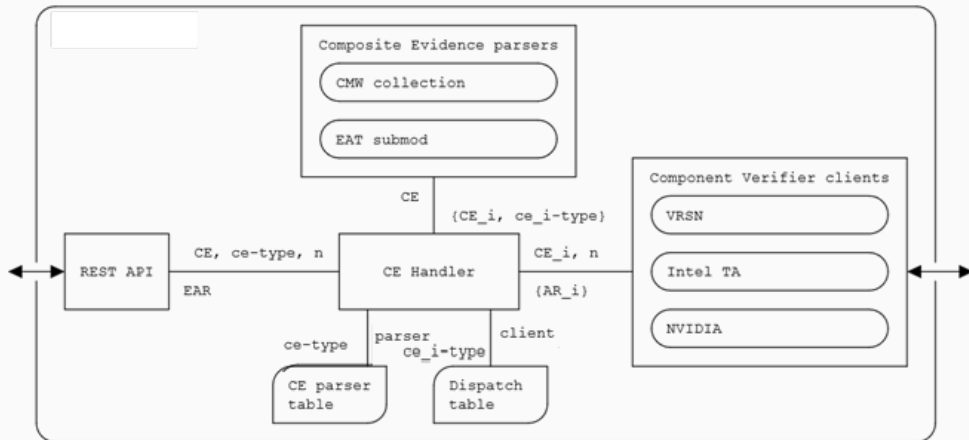 Composite Evidence parsers
CMW collection
EAT submod
CE
{CE_i, ce_i-type}
Component Verifier clients
VRSN
Intel TA
NVIDIA
REST API
CE, ce-type, n
EAR
CE Handler
CE_i, n
{AR_i}
ce-type
parser
ce_i-type
client
CE parser
table
Dispatch
table